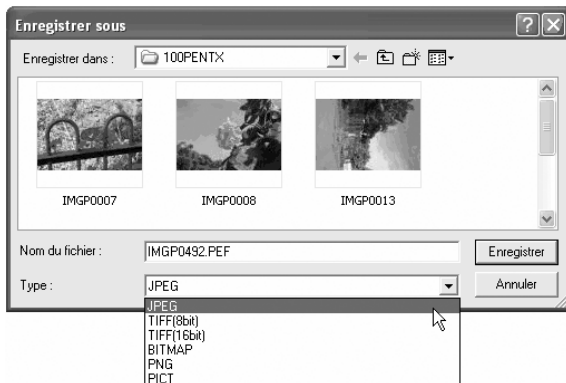 Enregistrer sous
Enregistrer dans :
100PENTX
IMGP0007
IMGP0008
IMGP0013
Nom du fichier :
IMGP0492.PEF
Enregistrer
Type :
JPEG
Annuler
JPEG
TIFF(8bit)
TIFF(16bit)
BITMAP
PNG
PICT